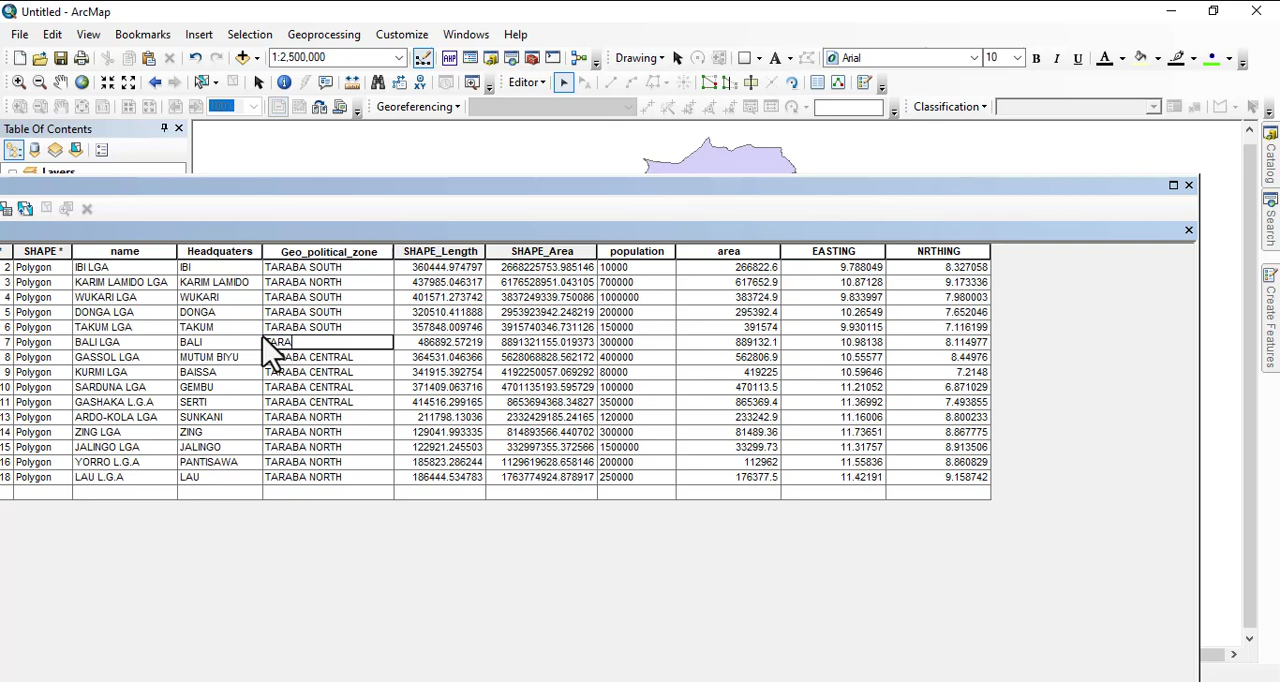 Untitled - ArcMap
File Edit View Bookmarks Insert Selection Geoprocessing Customize Windows Help
1:2,500,000 Drawing Arial 10 B I U A
Editor
Georeferencing Classification
Table Of Contents
Layers
Catalog
Search
Create Features
SHAPE * name Headquaters Geo_political_zone SHAPE_Length SHAPE_Area population area EASTING NRTHING
2 Polygon IBI LGA IBI TARABA SOUTH 360444.974797 2668225753.985146 10000 266822.6 9.788049 8.327058
3 Polygon KARIM LAMIDO LGA KARIM LAMIDO TARABA NORTH 437985.046317 6176528951.043105 700000 617652.9 10.87128 9.173336
4 Polygon WUKARI LGA WUKARI TARABA SOUTH 401571.273742 3837249339.750086 1000000 383724.9 9.833997 7.980003
5 Polygon DONGA LGA DONGA TARABA SOUTH 320510.411888 2953923942.238219 200000 295392.4 10.26549 7.652046
6 Polygon TAKUM LGA TAKUM TARABA SOUTH 357848.009746 3915740346.731126 150000 391574 9.930115 7.116199
7 Polygon BALI LGA BALI TARA 486892.57219 8891321155.019373 300000 889132.1 10.98138 8.114977
8 Polygon GASSOL LGA MUTUM BIYU TARABA CENTRAL 364531.046366 5628068828.562172 400000 562806.9 10.55577 8.44976
9 Polygon KURMI LGA BAISSA TARABA CENTRAL 341915.392754 4192250057.039228 80000 419225 10.59646 7.2148
10 Polygon SARDUNA LGA GEMBU TARABA CENTRAL 371409.063716 4701135193.595729 100000 470113.5 11.21052 6.871029
11 Polygon GASHAKA L.G.A SERTI TARABA CENTRAL 414516.299165 8653694368.34827 350000 865369.4 11.36992 7.493855
13 Polygon ARDO-KOLA LGA SUNKANI TARABA NORTH 211798.13036 2332429185.24165 120000 233242.9 11.16006 8.800233
14 Polygon ZING LGA ZING TARABA NORTH 129041.993335 814893566.440702 300000 81489.36 11.73651 8.867775
15 Polygon JALINGO LGA JALINGO TARABA NORTH 122921.245503 332997355.372566 1500000 33299.73 11.31757 8.913506
16 Polygon YORRO L.G.A PANTISAWA TARABA NORTH 185823.286244 1129619628.658146 200000 112962 11.55836 8.860829
18 Polygon LAU L.G.A LAU TARABA NORTH 186444.534783 1763774924.878917 250000 176377.5 11.42191 9.158742